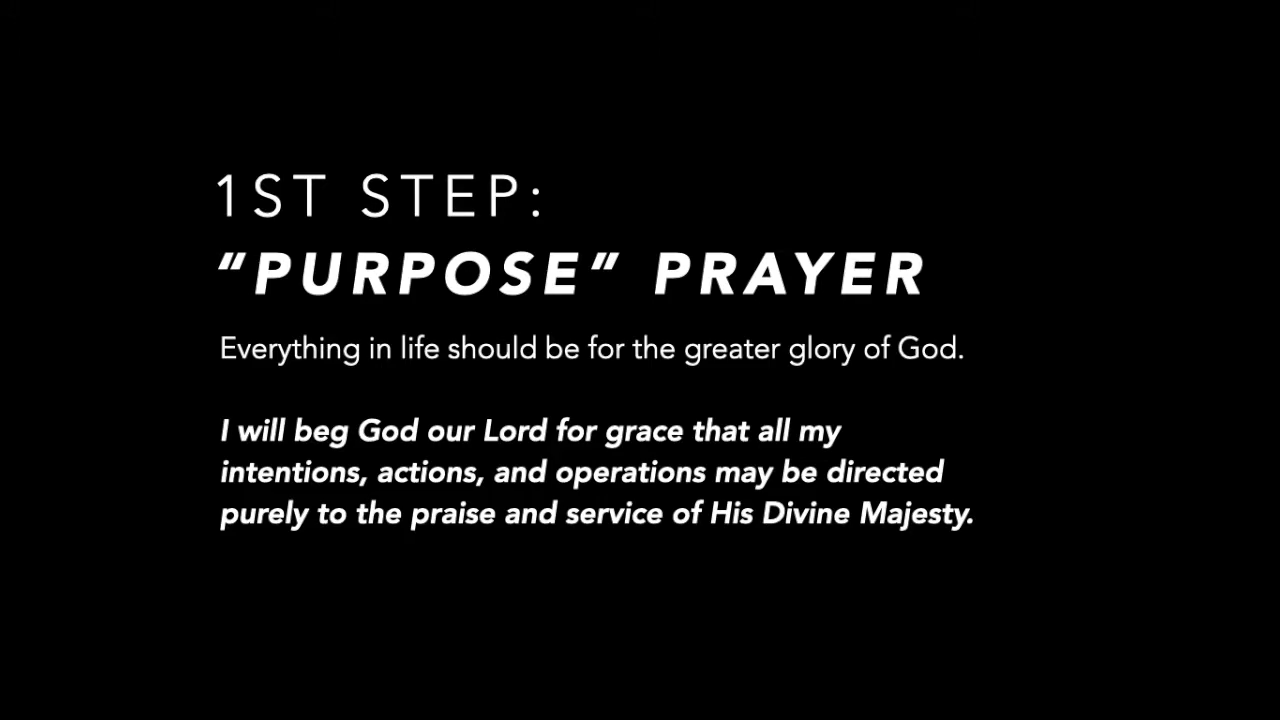 1ST STEP:
“PURPOSE” PRAYER
Everything in life should be for the greater glory of God.
I will beg God our Lord for grace that all my
intentions, actions, and operations may be directed
purely to the praise and service of His Divine Majesty.